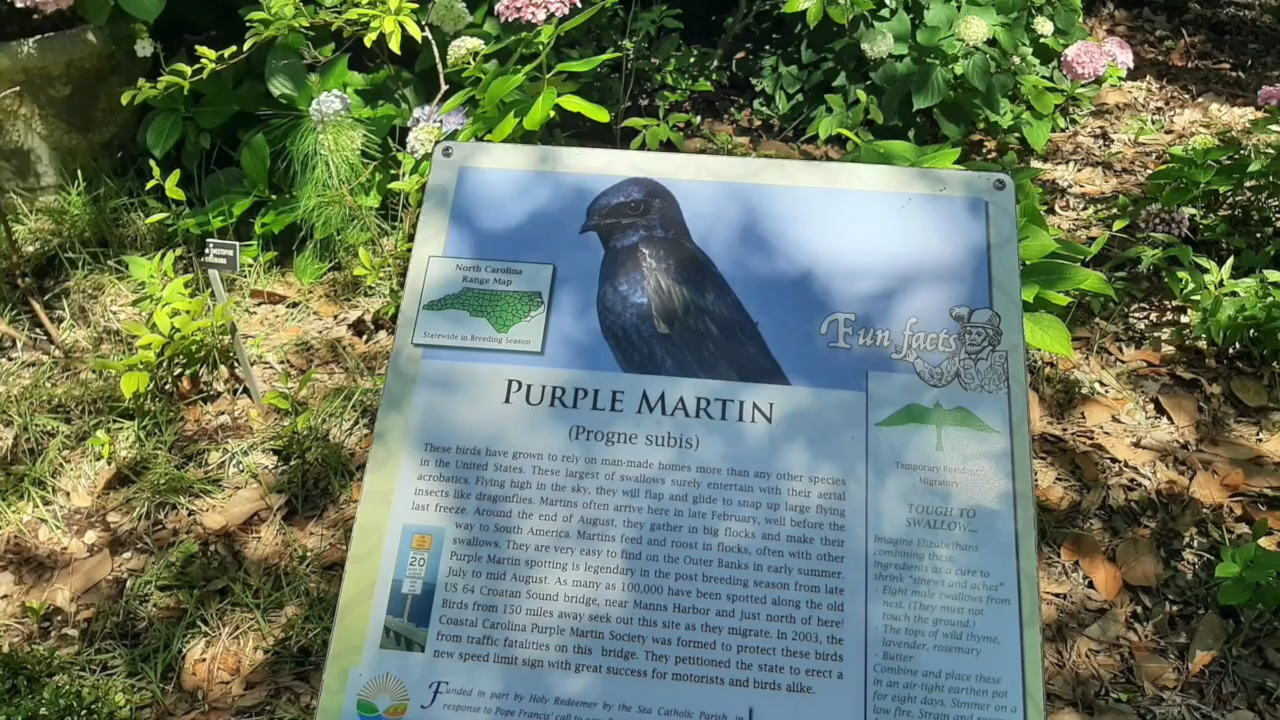 North Carolina
Range Map
Statewide in Breeding Season
Fun facts
PURPLE MARTIN
(Progne subis)
These birds have grown to rely on man-made homes more than any other species
in the United States. These largest of swallows surely entertain with their aerial
acrobatics. Flying high in the sky, they will flap and glide to snap up large flying
insects like dragonflies. Martins often arrive here in late February, well before the
last freeze. Around the end of August, they gather in big flocks and make their
way to South America. Martins feed and roost in flocks, often with other
swallows. They are very easy to find on the Outer Banks in early summer.
Purple Martin spotting is legendary in the post breeding season from late
July to mid August. As many as 100,000 have been spotted along the old
US 64 Croatan Sound bridge, near Manns Harbor and just north of here!
Birds from 150 miles away seek out this site as they migrate. In 2003, the
Coastal Carolina Purple Martin Society was formed to protect these birds
from traffic fatalities on this bridge. They petitioned the state to erect a
new speed limit sign with great success for motorists and birds alike.
20
Funded in part by Holy Redeemer by the Sea Catholic Parish, in
response to Pope Francis' call to
Temporary Resident/
Migratory
TOUGH TO
SWALLOW...
Imagine Elizabethans
combining these
ingredients as a cure to
shrink "sinews and aches"
· Eight male swallows from
nest. (They must not
touch the ground.)
· The tops of wild thyme,
lavender, rosemary
· Butter
Combine and place these
in an air-tight earthen pot
for eight days. Simmer on a
low fire. Strain and